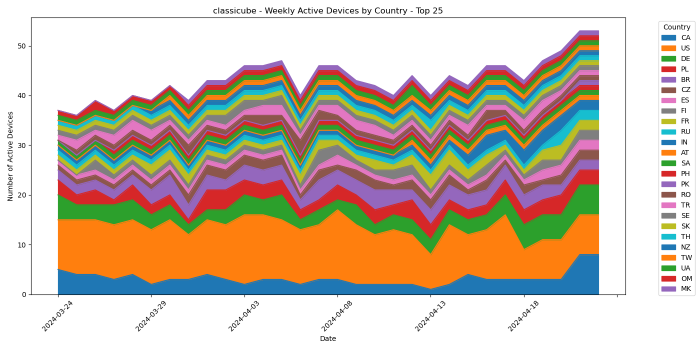 classicube - Weekly Active Devices by Country - Top 25
Number of Active Devices
50
40
30
20
10
0
2024-03-24
2024-03-29
2024-04-03
2024-04-08
2024-04-13
2024-04-18
Date
Country
CA
US
DE
PL
BR
CZ
ES
FI
FR
RU
IN
AT
SA
PH
PK
RO
TR
SE
SK
TH
NZ
TW
UA
OM
MK